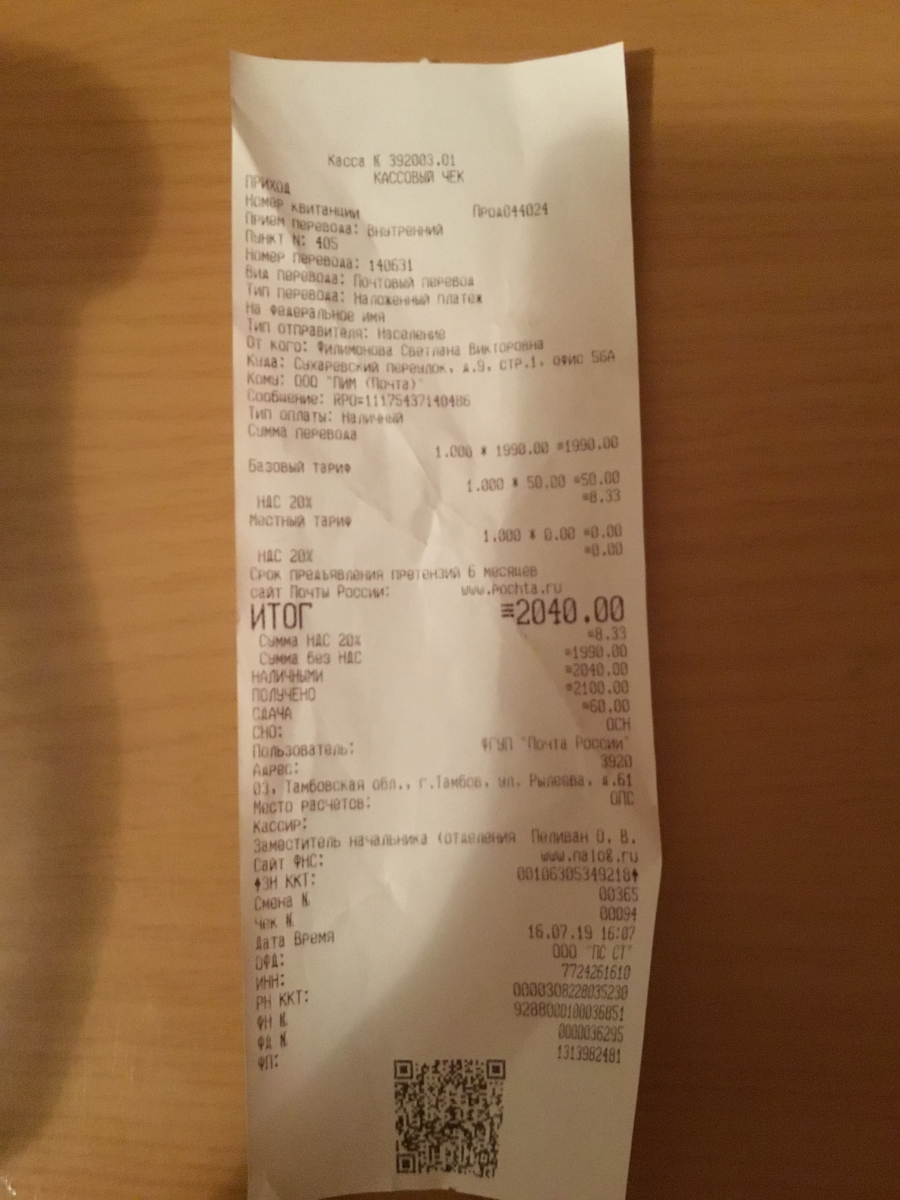 Касса № 392003.01
КАССОВЫЙ ЧЕК
ПРИХОД
Номер квитанции Прод044024
Прием перевода: Внутренний
Пункт N: 405
Номер перевода: 140631
Вид перевода: Почтовый перевод
Тип перевода: Наложенный платеж
На федеральное имя
Тип отправителя: Население
От кого: Филимонова Светлана Викторовна
Куда: Сухаревский переулок, д.9, стр.1, офис 56А
Кому: ООО "ПИМ (Почта)"
Сообщение: RPO=11175437140486
Тип оплаты: Наличный
Сумма перевода
1.000 * 1990.00 =1990.00
Базовый тариф
1.000 * 50.00 =50.00
НДС 20% =8.33
Местный тариф
1.000 * 0.00 =0.00
НДС 20% =0.00
Срок предъявления претензий 6 месяцев
сайт Почты России: www.pochta.ru
ИТОГ =2040.00
Сумма НДС 20% =8.33
Сумма без НДС =1990.00
НАЛИЧНЫМИ =2040.00
ПОЛУЧЕНО =2100.00
СДАЧА =60.00
СНО: ОСН
Пользователь: ФГУП "Почта России"
Адрес: 3920
03, Тамбовская обл., г.Тамбов, ул. Рылеева, д.61
Место расчетов: ОПС
Кассир:
Заместитель начальника (отделения Пеливан О. В.
Сайт ФНС: www.nalog.ru
ЗН ККТ: 00106305349218
Смена № 00365
Чек № 00094
Дата Время 16.07.19 16:07
ОФД: ООО "ПС СТ"
ИНН: 7724261610
РН ККТ: 0000308228035230
ФН № 9288000100036851
ФД № 0000036295
ФП: 1313982481